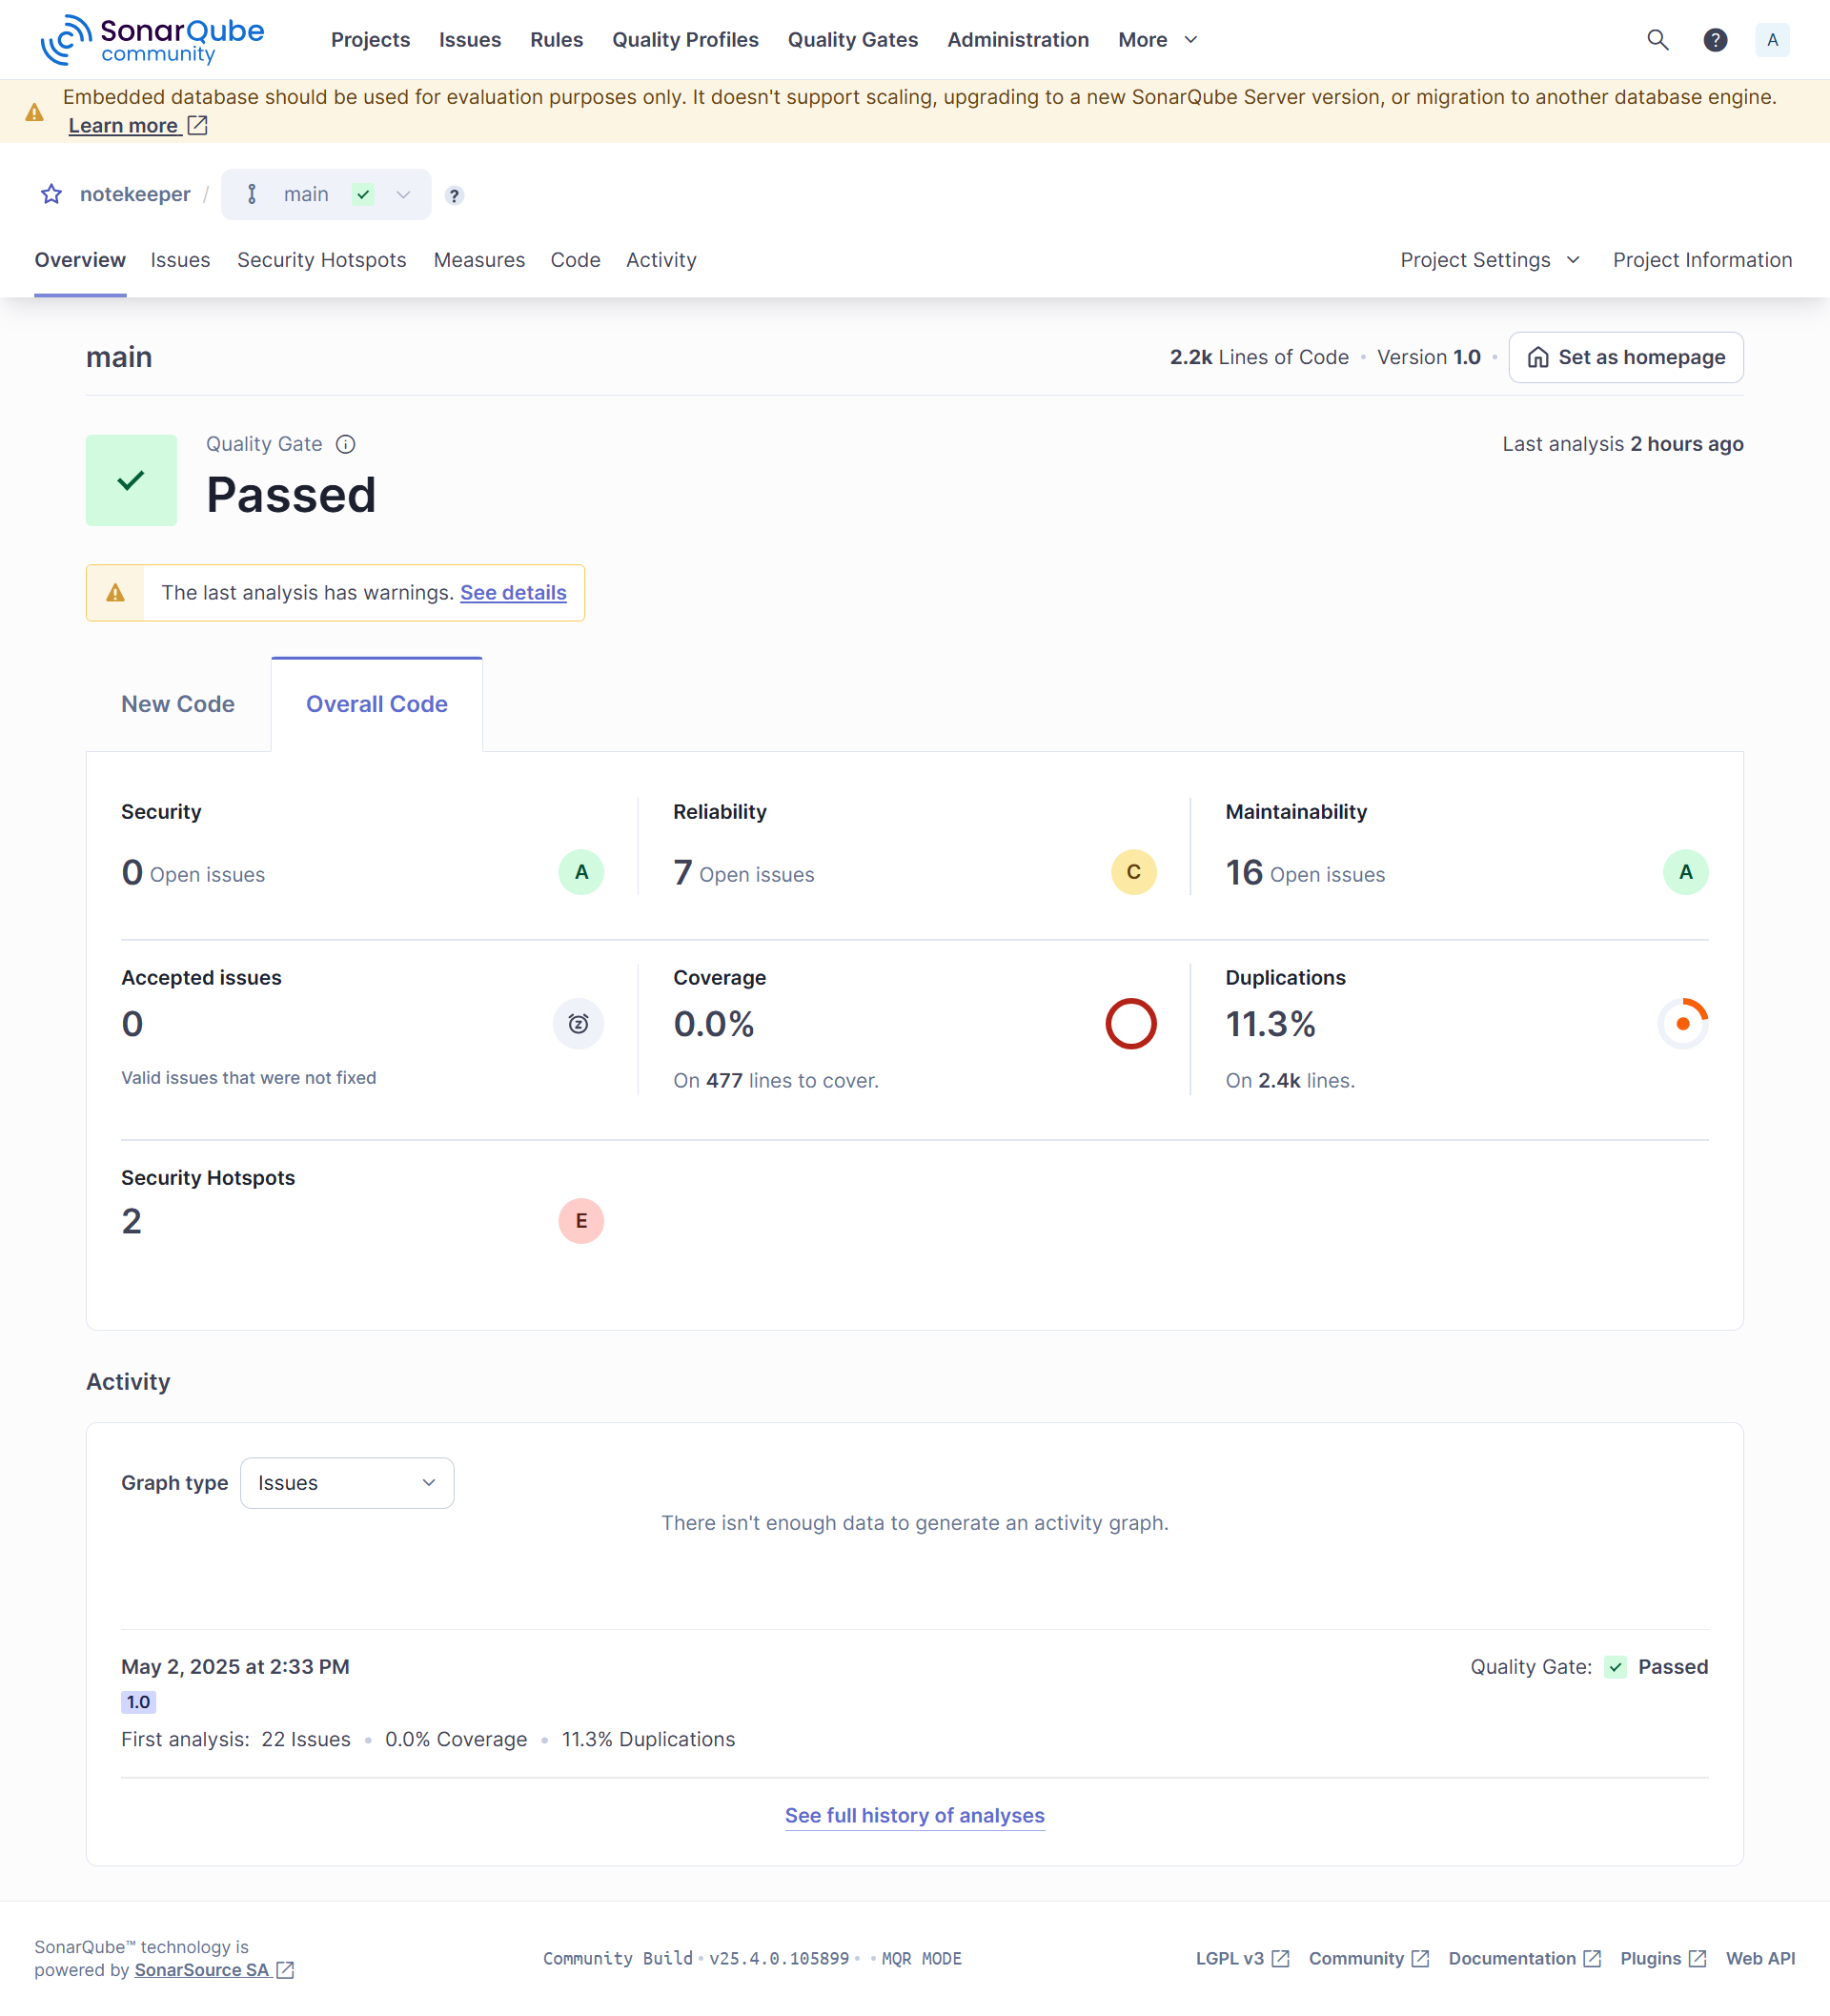 SonarQube
community
Projects Issues Rules Quality Profiles Quality Gates Administration More
? A
Embedded database should be used for evaluation purposes only. It doesn't support scaling, upgrading to a new SonarQube Server version, or migration to another database engine.
Learn more
notekeeper / main ?
Overview Issues Security Hotspots Measures Code Activity Project Settings Project Information
main 2.2k Lines of Code • Version 1.0 • Set as homepage
Quality Gate Last analysis 2 hours ago
Passed
The last analysis has warnings. See details
New Code Overall Code
Security Reliability Maintainability
0 Open issues A 7 Open issues C 16 Open issues A
Accepted issues Coverage Duplications
0 0.0% 11.3%
Valid issues that were not fixed On 477 lines to cover. On 2.4k lines.
Security Hotspots
2 E
Activity
Graph type Issues
There isn't enough data to generate an activity graph.
May 2, 2025 at 2:33 PM Quality Gate: Passed
1.0
First analysis: 22 Issues • 0.0% Coverage • 11.3% Duplications
See full history of analyses
SonarQube™ technology is
powered by SonarSource SA
Community Build • v25.4.0.105899 • • MQR MODE
LGPL v3 Community Documentation Plugins Web API